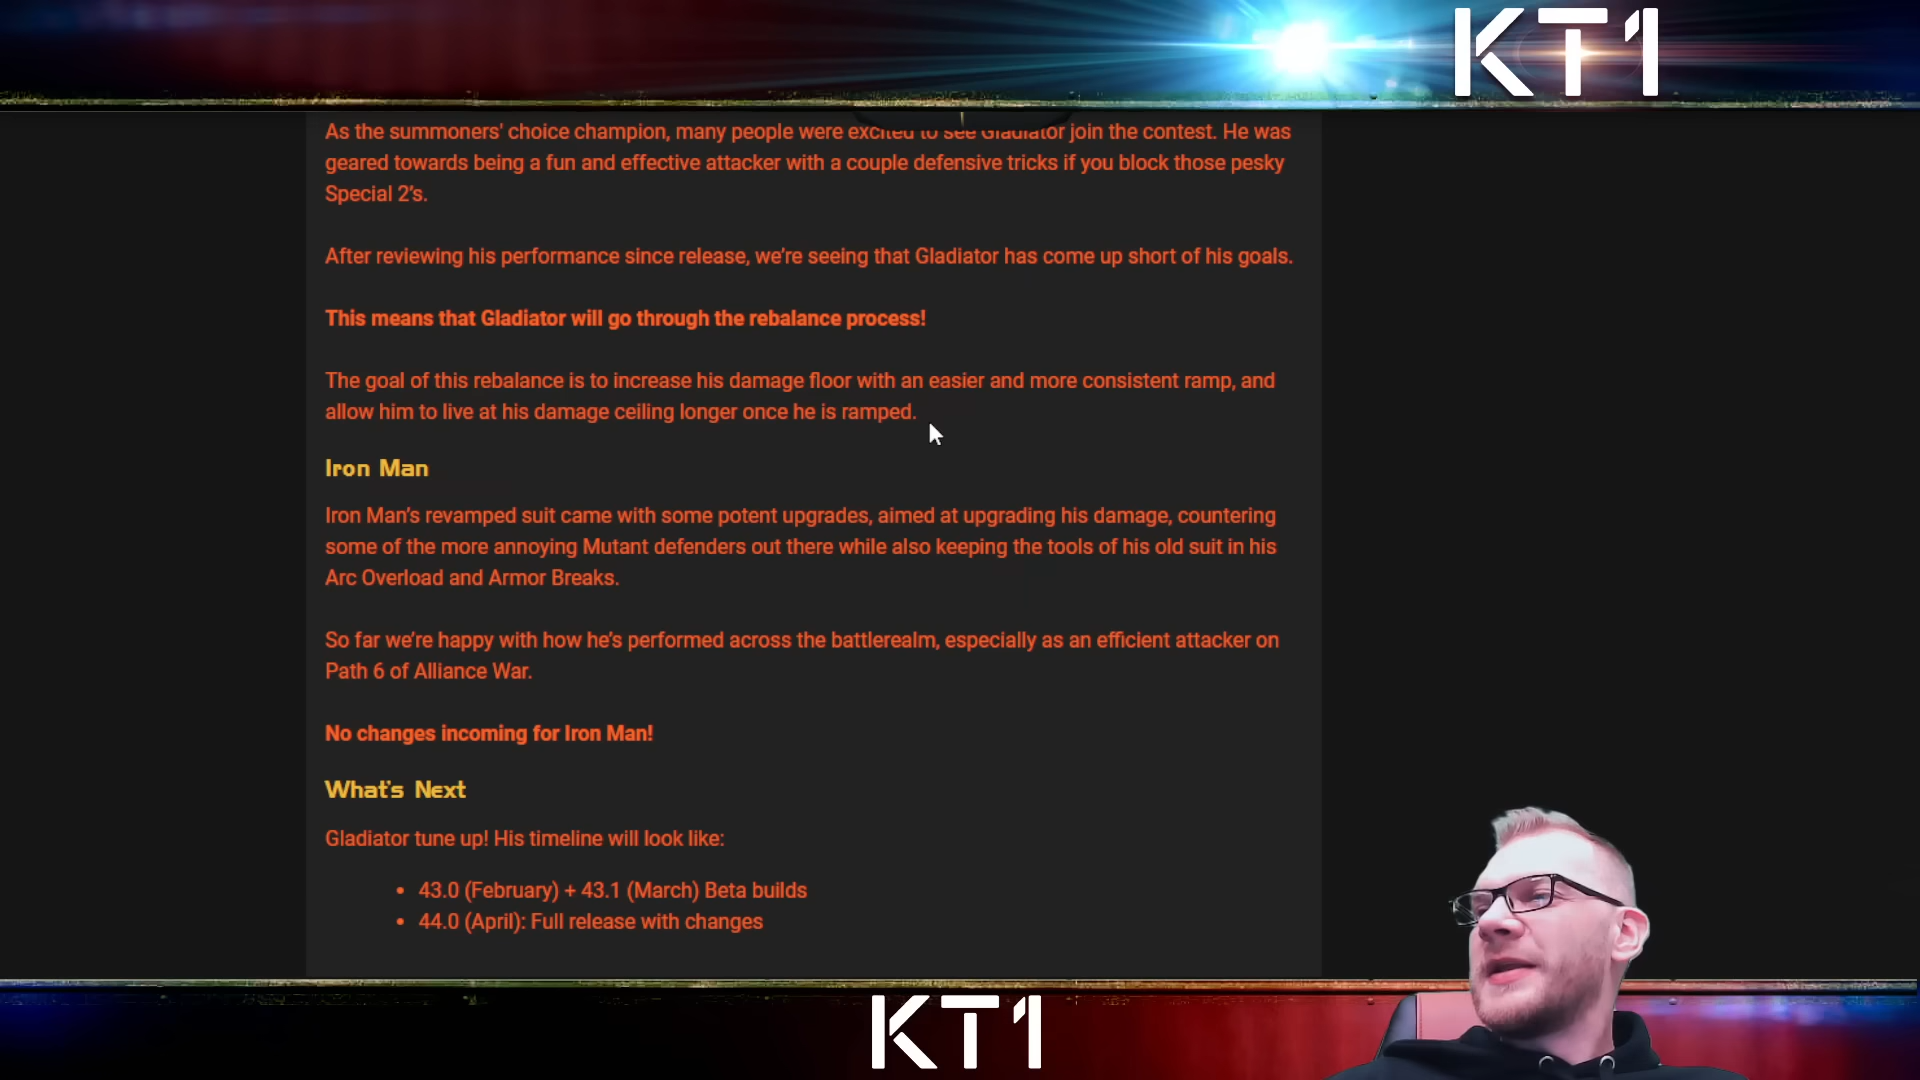 KT1
As the summoners' choice champion, many people were excited to see Gladiator join the contest. He was
geared towards being a fun and effective attacker with a couple defensive tricks if you block those pesky
Special 2's.
After reviewing his performance since release, we're seeing that Gladiator has come up short of his goals.
This means that Gladiator will go through the rebalance process!
The goal of this rebalance is to increase his damage floor with an easier and more consistent ramp, and
allow him to live at his damage ceiling longer once he is ramped.
Iron Man
Iron Man's revamped suit came with some potent upgrades, aimed at upgrading his damage, countering
some of the more annoying Mutant defenders out there while also keeping the tools of his old suit in his
Arc Overload and Armor Breaks.
So far we're happy with how he's performed across the battlerealm, especially as an efficient attacker on
Path 6 of Alliance War.
No changes incoming for Iron Man!
What's Next
Gladiator tune up! His timeline will look like:
• 43.0 (February) + 43.1 (March) Beta builds
• 44.0 (April): Full release with changes
KT1